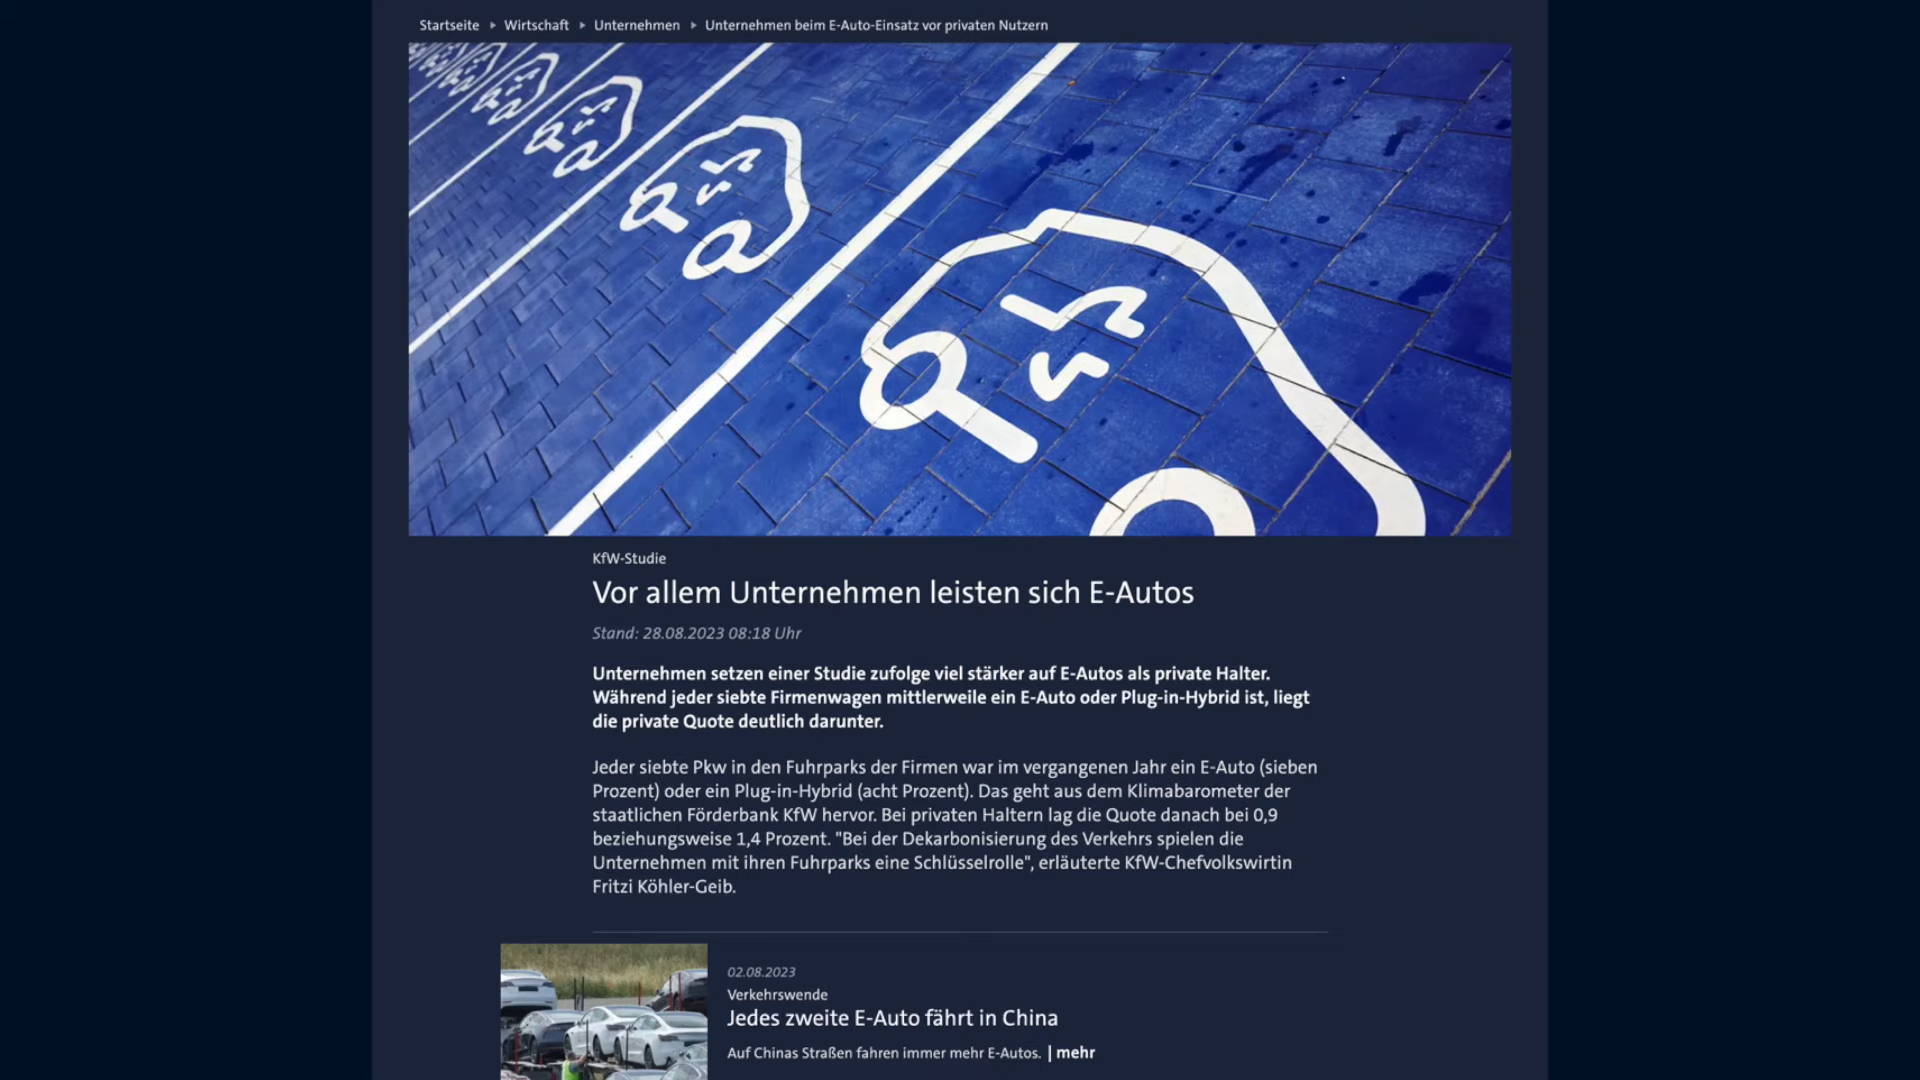 Startseite ▸ Wirtschaft ▸ Unternehmen ▸ Unternehmen beim E-Auto-Einsatz vor privaten Nutzern
KfW-Studie
Vor allem Unternehmen leisten sich E-Autos
Stand: 28.08.2023 08:18 Uhr
Unternehmen setzen einer Studie zufolge viel stärker auf E-Autos als private Halter.
Während jeder siebte Firmenwagen mittlerweile ein E-Auto oder Plug-in-Hybrid ist, liegt
die private Quote deutlich darunter.
Jeder siebte Pkw in den Fuhrparks der Firmen war im vergangenen Jahr ein E-Auto (sieben
Prozent) oder ein Plug-in-Hybrid (acht Prozent). Das geht aus dem Klimabarometer der
staatlichen Förderbank KfW hervor. Bei privaten Haltern lag die Quote danach bei 0,9
beziehungsweise 1,4 Prozent. "Bei der Dekarbonisierung des Verkehrs spielen die
Unternehmen mit ihren Fuhrparks eine Schlüsselrolle", erläuterte KfW-Chefvolkswirtin
Fritzi Köhler-Geib.
02.08.2023
Verkehrswende
Jedes zweite E-Auto fährt in China
Auf Chinas Straßen fahren immer mehr E-Autos. | mehr